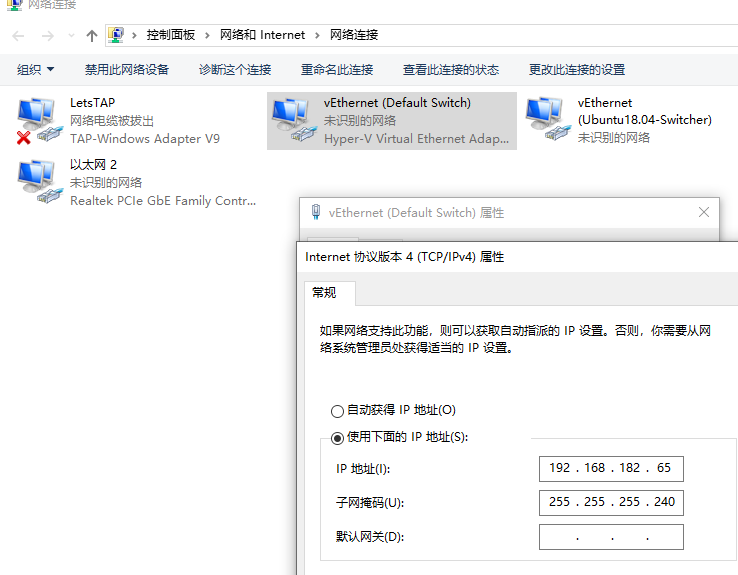 网络连接
控制面板 › 网络和 Internet › 网络连接
组织 禁用此网络设备 诊断这个连接 重命名此连接 查看此连接的状态 更改此连接的设置
LetsTAP
网络电缆被拔出
TAP-Windows Adapter V9
vEthernet (Default Switch)
未识别的网络
Hyper-V Virtual Ethernet Adap...
vEthernet
(Ubuntu18.04-Switcher)
未识别的网络
以太网 2
未识别的网络
Realtek PCIe GbE Family Contr...
vEthernet (Default Switch) 属性
Internet 协议版本 4 (TCP/IPv4) 属性
常规
如果网络支持此功能，则可以获取自动指派的 IP 设置。否则，你需要从网
络系统管理员处获得适当的 IP 设置。
自动获得 IP 地址(O)
使用下面的 IP 地址(S):
IP 地址(I): 192 . 168 . 182 . 65
子网掩码(U): 255 . 255 . 255 . 240
默认网关(D): . . .